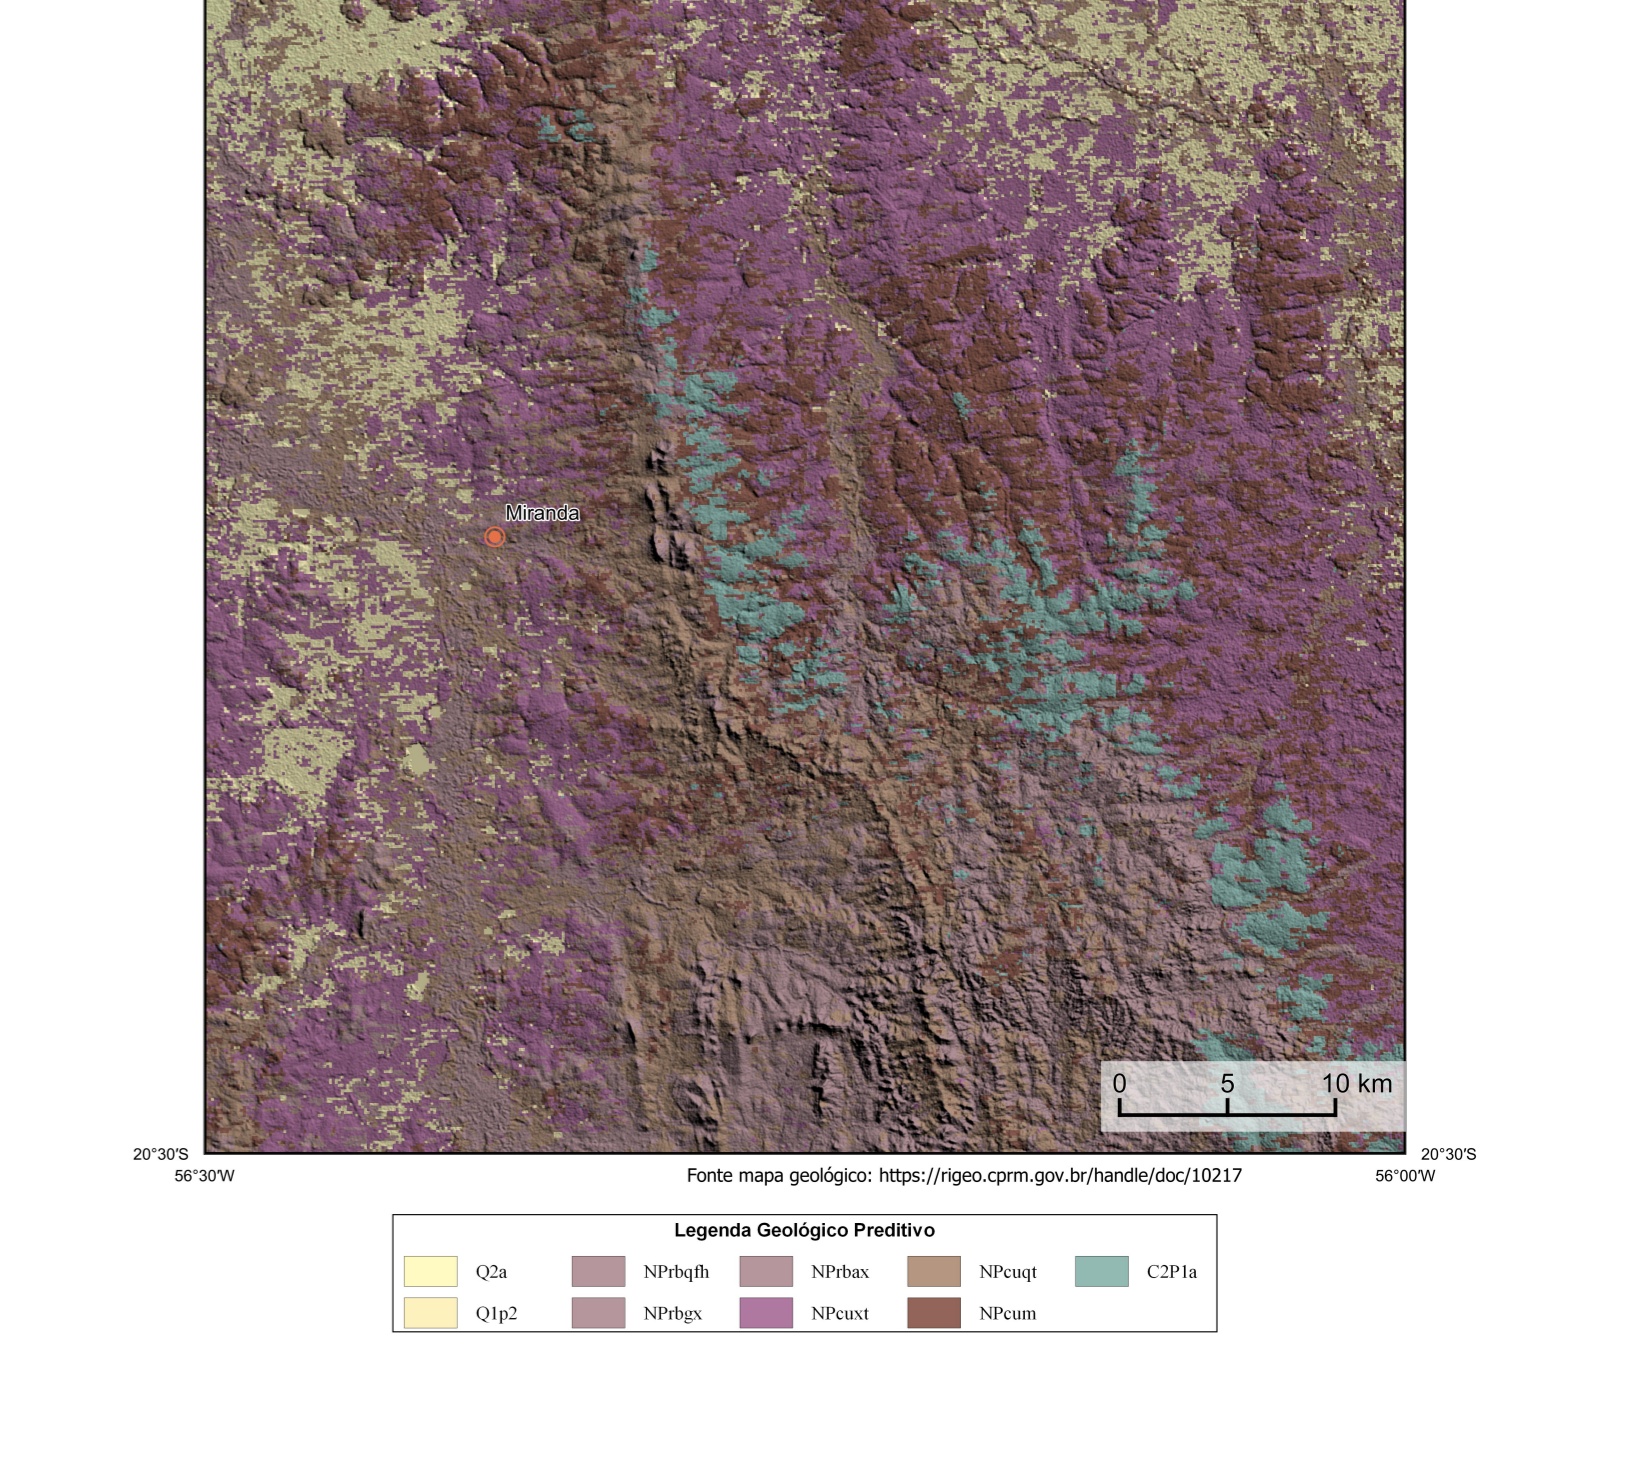 Miranda
0 5 10 km
20°30'S 20°30'S
56°30'W Fonte mapa geológico: https://rigeo.cprm.gov.br/handle/doc/10217 56°00'W
Legenda Geológico Preditivo
Q2a NPrbqfh NPrbax NPcuqt C2P1a
Q1p2 NPrbgx NPcuxt NPcum